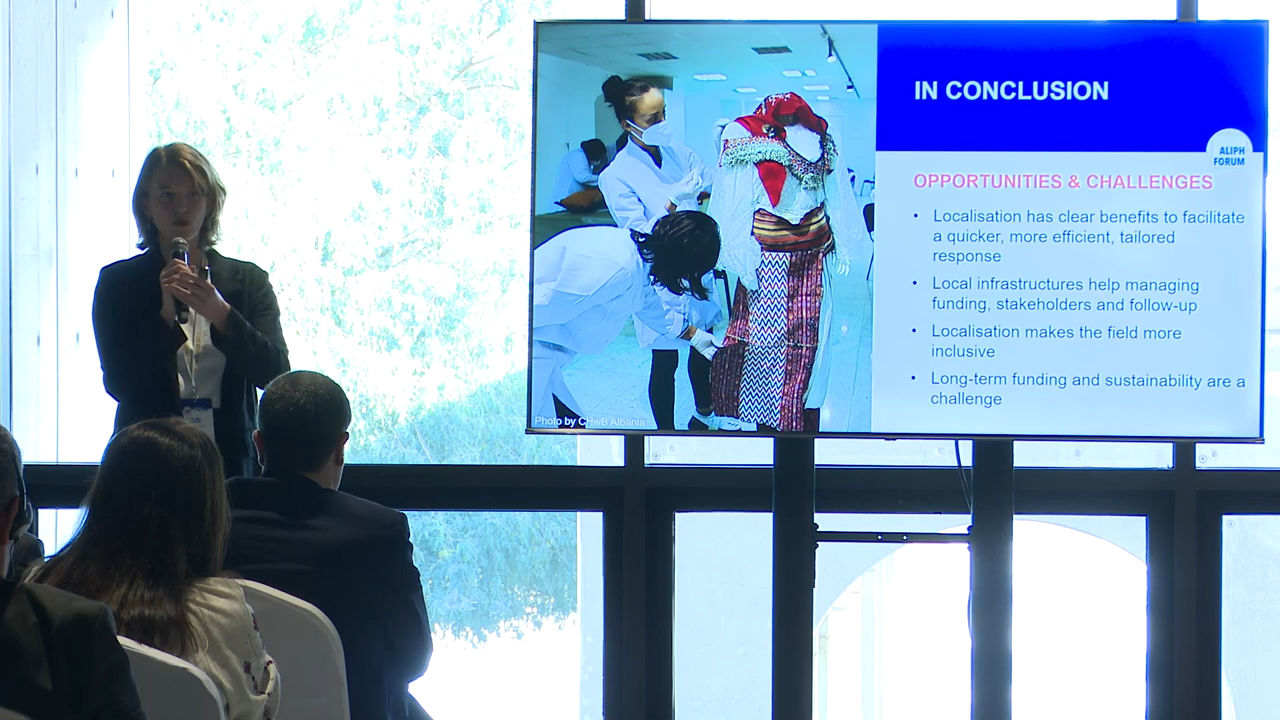 IN CONCLUSION
ALIPH
FORUM
OPPORTUNITIES & CHALLENGES
• Localisation has clear benefits to facilitate
a quicker, more efficient, tailored
response
• Local infrastructures help managing
funding, stakeholders and follow-up
• Localisation makes the field more
inclusive
• Long-term funding and sustainability are a
challenge
Photo by CHwB Albania